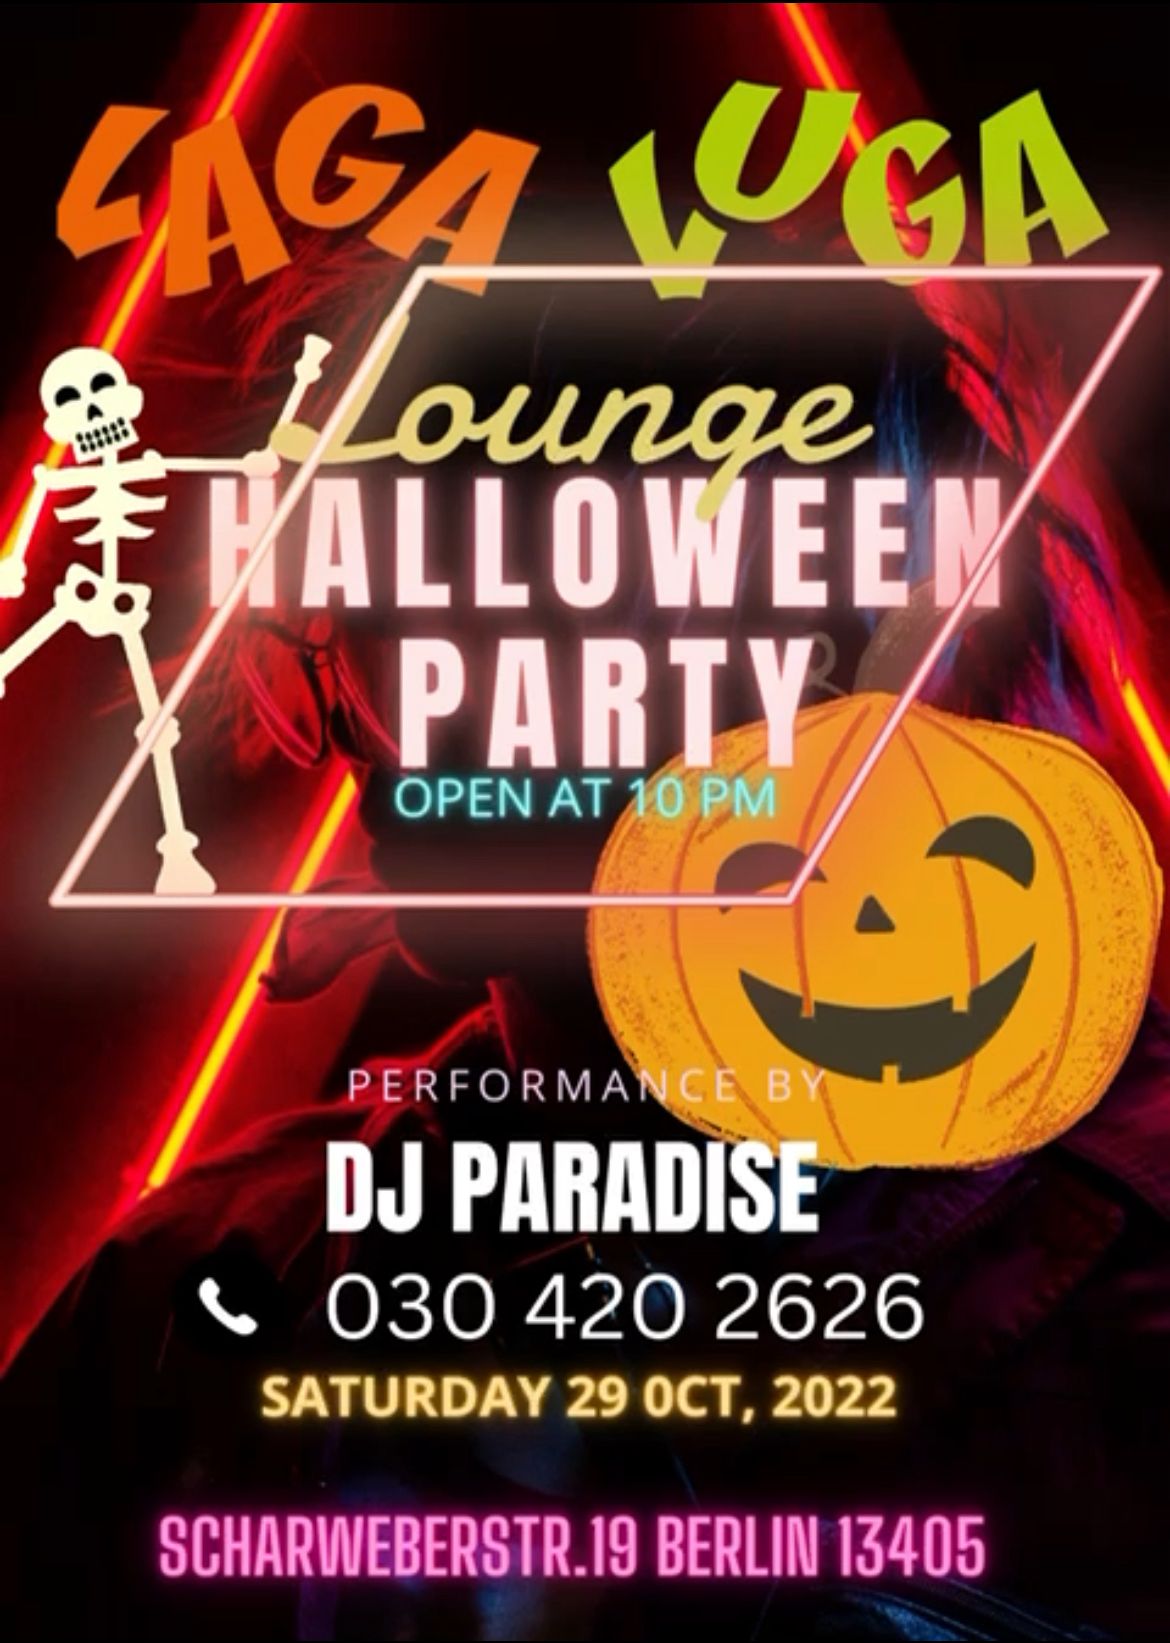 LAGA LUGA
Lounge
HALLOWEEN
PARTY
OPEN AT 10 PM
PERFORMANCE BY
DJ PARADISE
030 420 2626
SATURDAY 29 0CT, 2022
SCHARWEBERSTR.19 BERLIN 13405